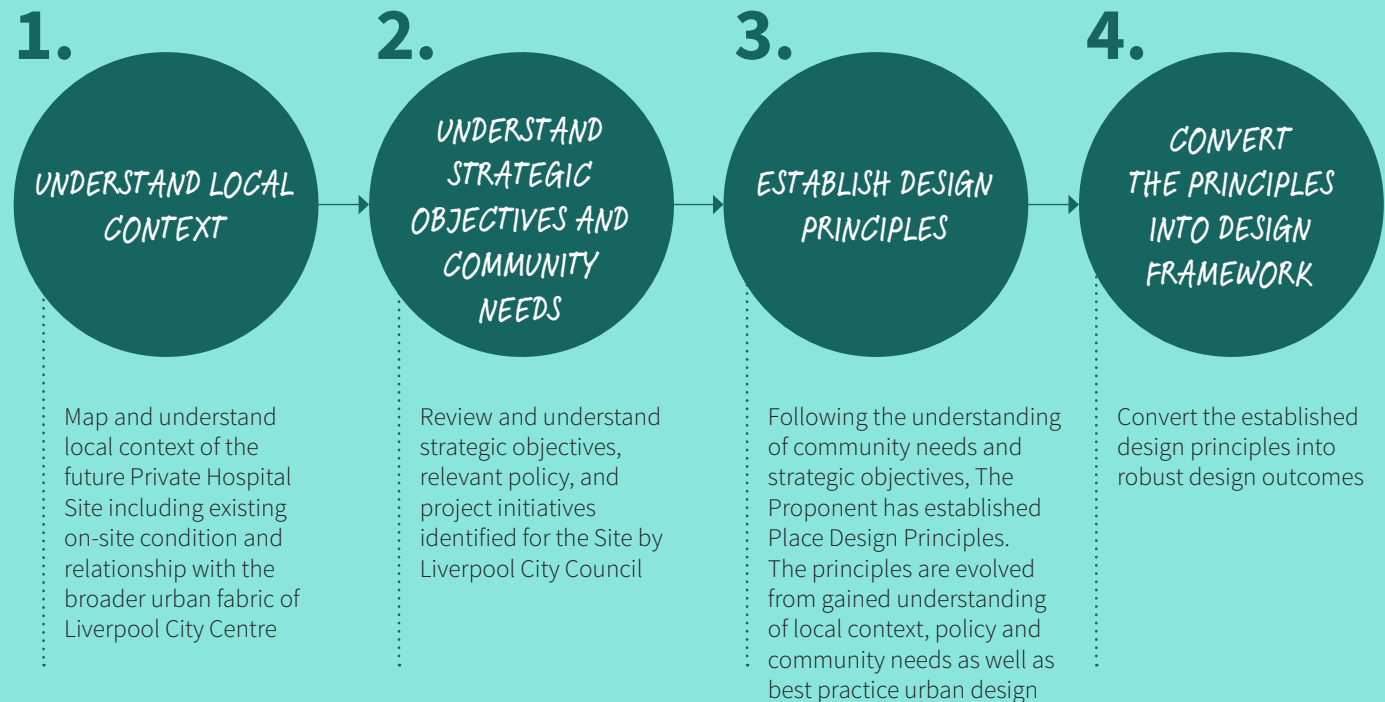 1.
UNDERSTAND LOCAL
CONTEXT
Map and understand
local context of the
future Private Hospital
Site including existing
on-site condition and
relationship with the
broader urban fabric of
Liverpool City Centre
2.
UNDERSTAND
STRATEGIC
OBJECTIVES AND
COMMUNITY
NEEDS
Review and understand
strategic objectives,
relevant policy, and
project initiatives
identified for the Site by
Liverpool City Council
3.
ESTABLISH DESIGN
PRINCIPLES
Following the understanding
of community needs and
strategic objectives, The
Proponent has established
Place Design Principles.
The principles are evolved
from gained understanding
of local context, policy and
community needs as well as
best practice urban design
4.
CONVERT
THE PRINCIPLES
INTO DESIGN
FRAMEWORK
Convert the established
design principles into
robust design outcomes